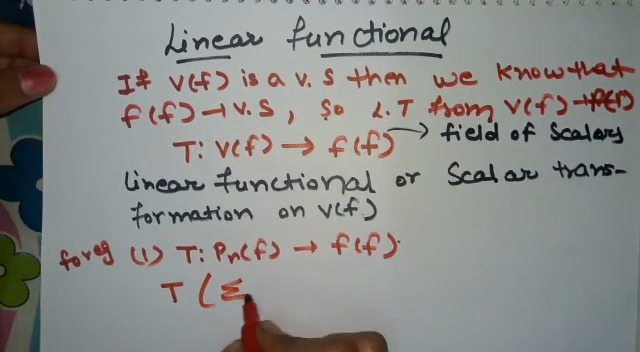 Linear functional
If V(f) is a V.S then we know that
f(f) → V.S, So L.T from V(f) → f(f)
T: V(f) → f(f) → field of Scalars
Linear functional or Scalar trans-
formation on V(f)
for eg (1) T: Pn(f) → f(f).
T ( Σ